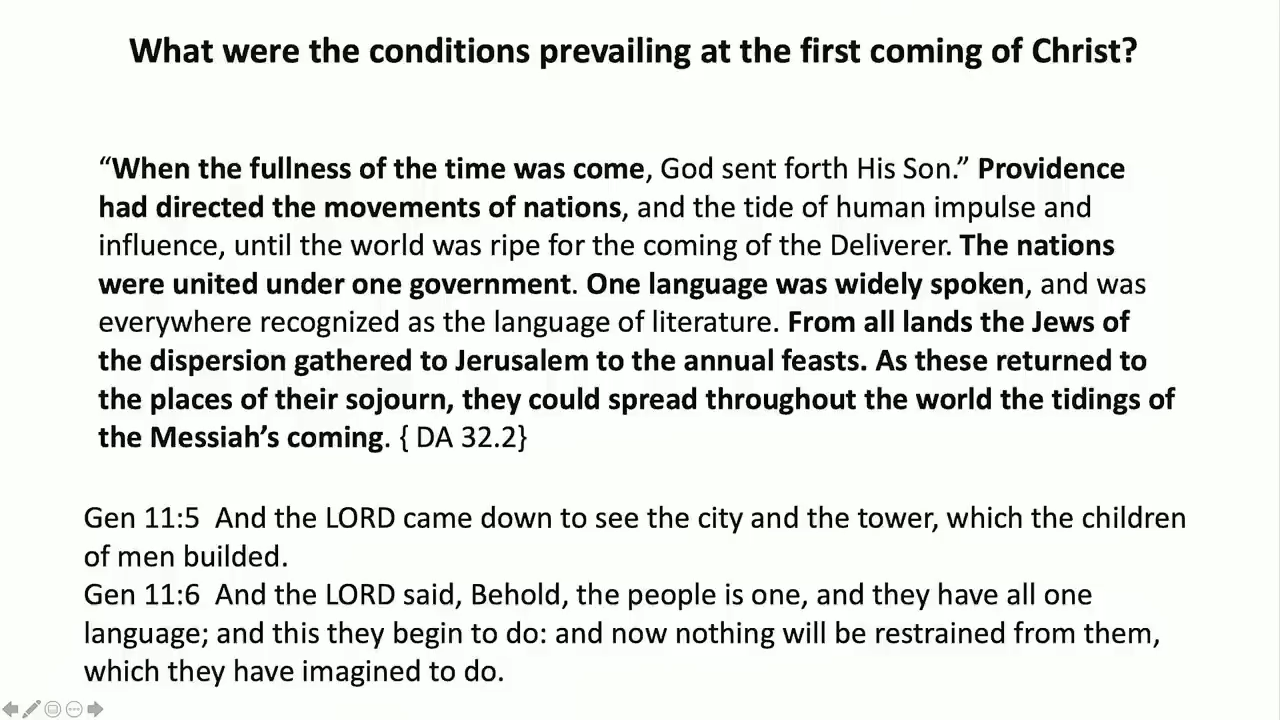 What were the conditions prevailing at the first coming of Christ?
“When the fullness of the time was come, God sent forth His Son.” Providence
had directed the movements of nations, and the tide of human impulse and
influence, until the world was ripe for the coming of the Deliverer. The nations
were united under one government. One language was widely spoken, and was
everywhere recognized as the language of literature. From all lands the Jews of
the dispersion gathered to Jerusalem to the annual feasts. As these returned to
the places of their sojourn, they could spread throughout the world the tidings of
the Messiah’s coming. { DA 32.2}
Gen 11:5  And the LORD came down to see the city and the tower, which the children
of men builded.
Gen 11:6  And the LORD said, Behold, the people is one, and they have all one
language; and this they begin to do: and now nothing will be restrained from them,
which they have imagined to do.